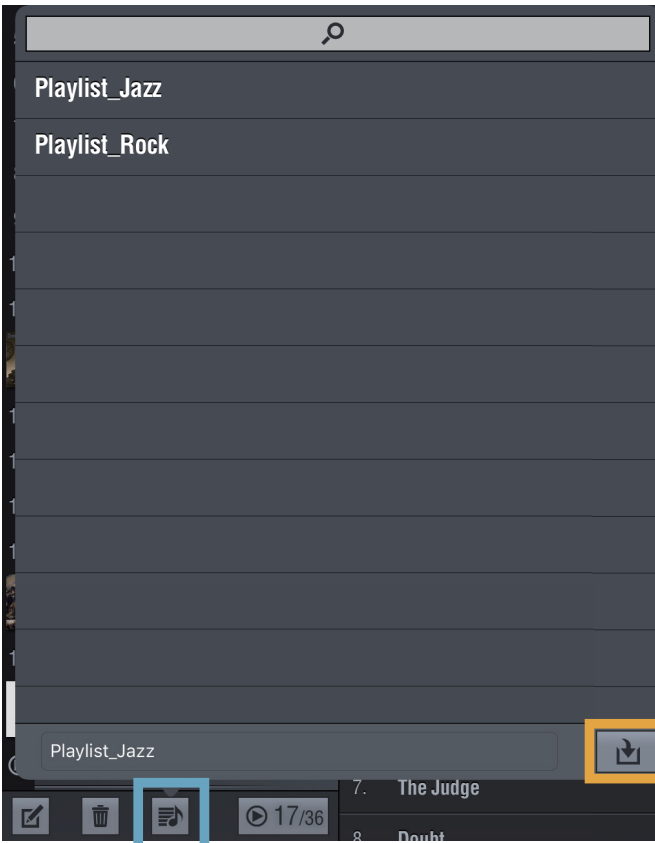 Playlist_Jazz
Playlist_Rock
Playlist_Jazz
7. The Judge
17/36
8. Doubt